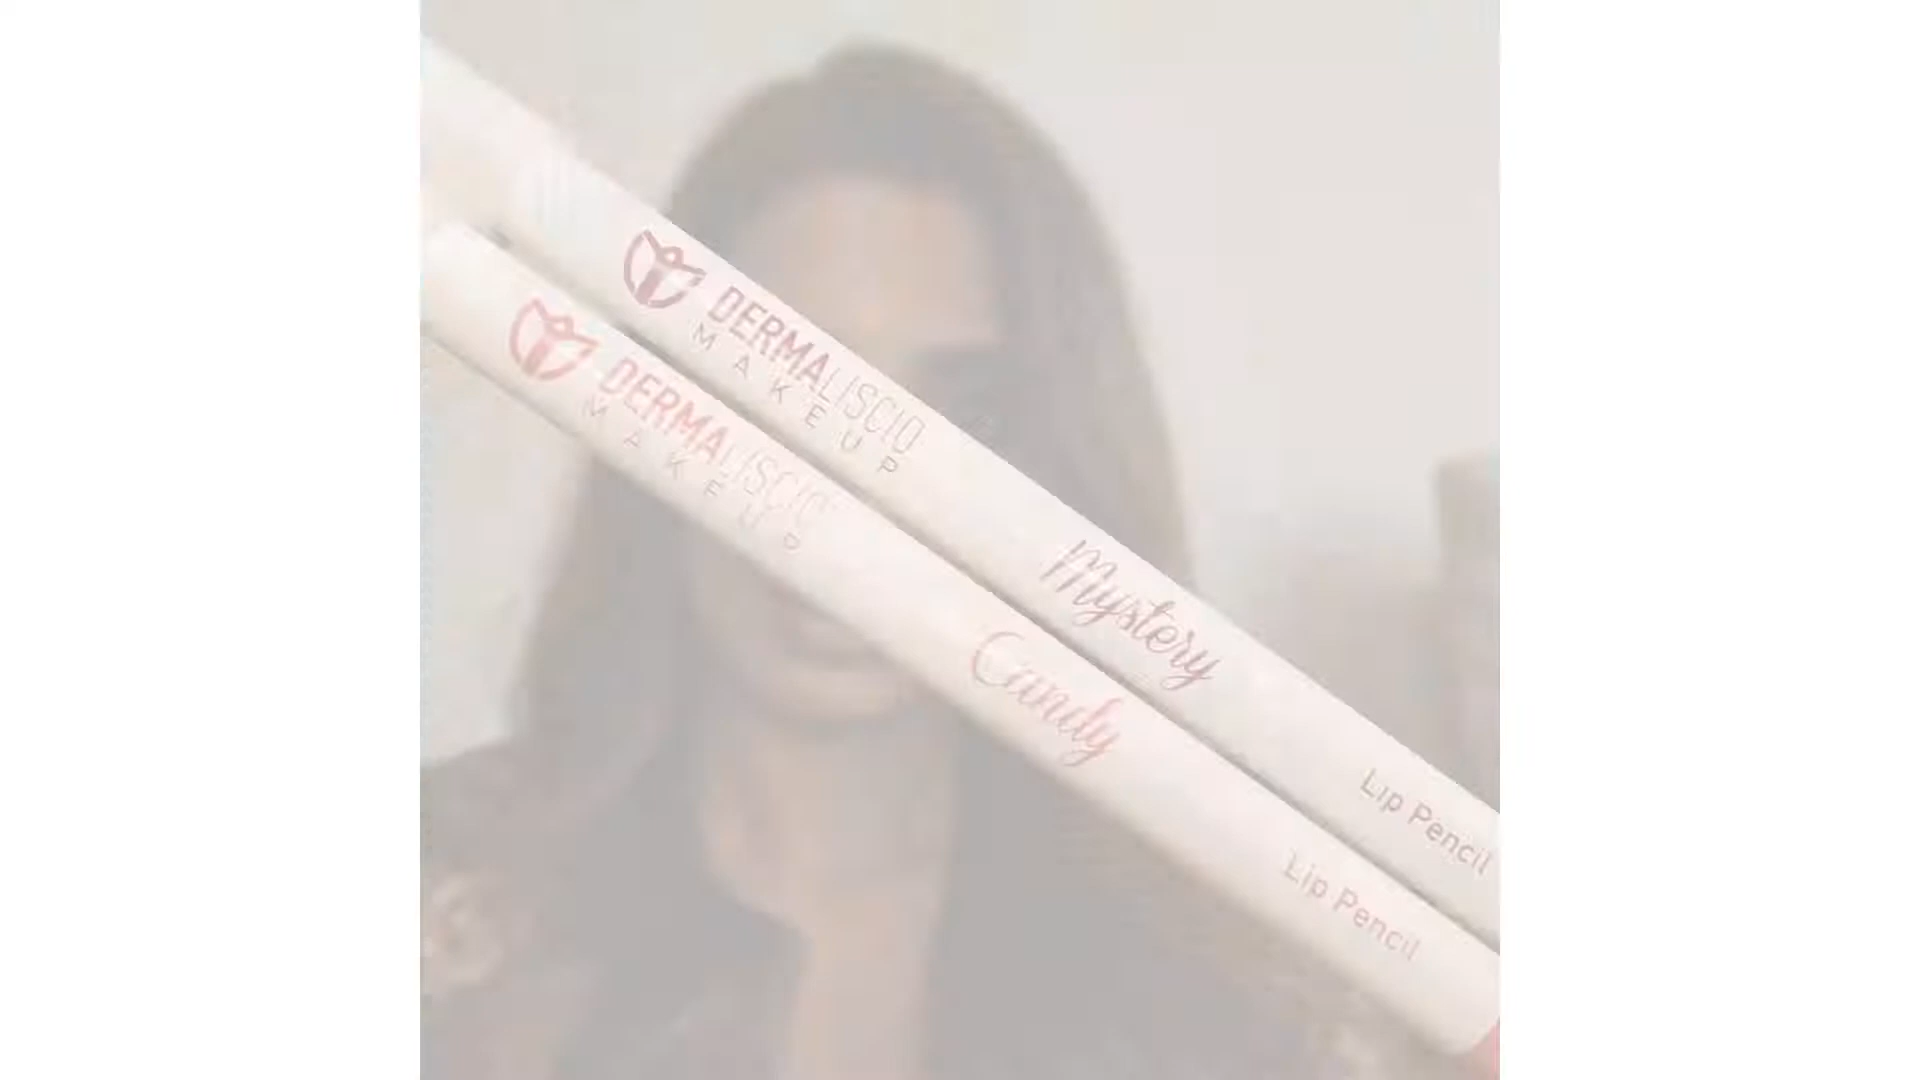 DERMALISCIO
MAKEUP
Mystery
Lip Pencil
DERMALISCIO
MAKEUP
Candy
Lip Pencil